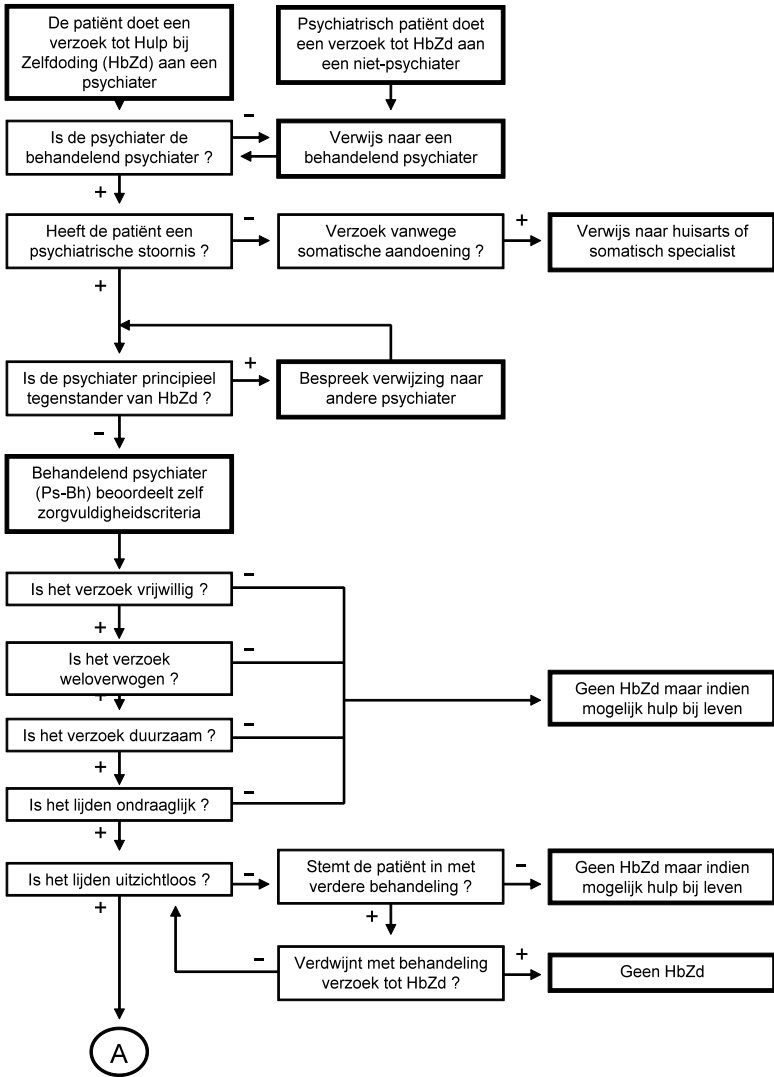 De patiënt doet een
verzoek tot Hulp bij
Zelfdoding (HbZd) aan een
psychiater
Psychiatrisch patiënt doet
een verzoek tot HbZd aan
een niet-psychiater
Is de psychiater de
behandelend psychiater ?
−
Verwijs naar een
behandelend psychiater
+
Heeft de patiënt een
psychiatrische stoornis ?
−
Verzoek vanwege
somatische aandoening ?
+
Verwijs naar huisarts of
somatisch specialist
+
Is de psychiater principieel
tegenstander van HbZd ?
+
Bespreek verwijzing naar
andere psychiater
−
Behandelend psychiater
(Ps-Bh) beoordeelt zelf
zorgvuldigheidscriteria
Is het verzoek vrijwillig ?
−
+
Is het verzoek
weloverwogen ?
−
Geen HbZd maar indien
mogelijk hulp bij leven
+
Is het verzoek duurzaam ?
−
+
Is het lijden ondraaglijk ?
−
+
Is het lijden uitzichtloos ?
−
Stemt de patiënt in met
verdere behandeling ?
−
Geen HbZd maar indien
mogelijk hulp bij leven
+
+
Verdwijnt met behandeling
verzoek tot HbZd ?
−
+
Geen HbZd
A